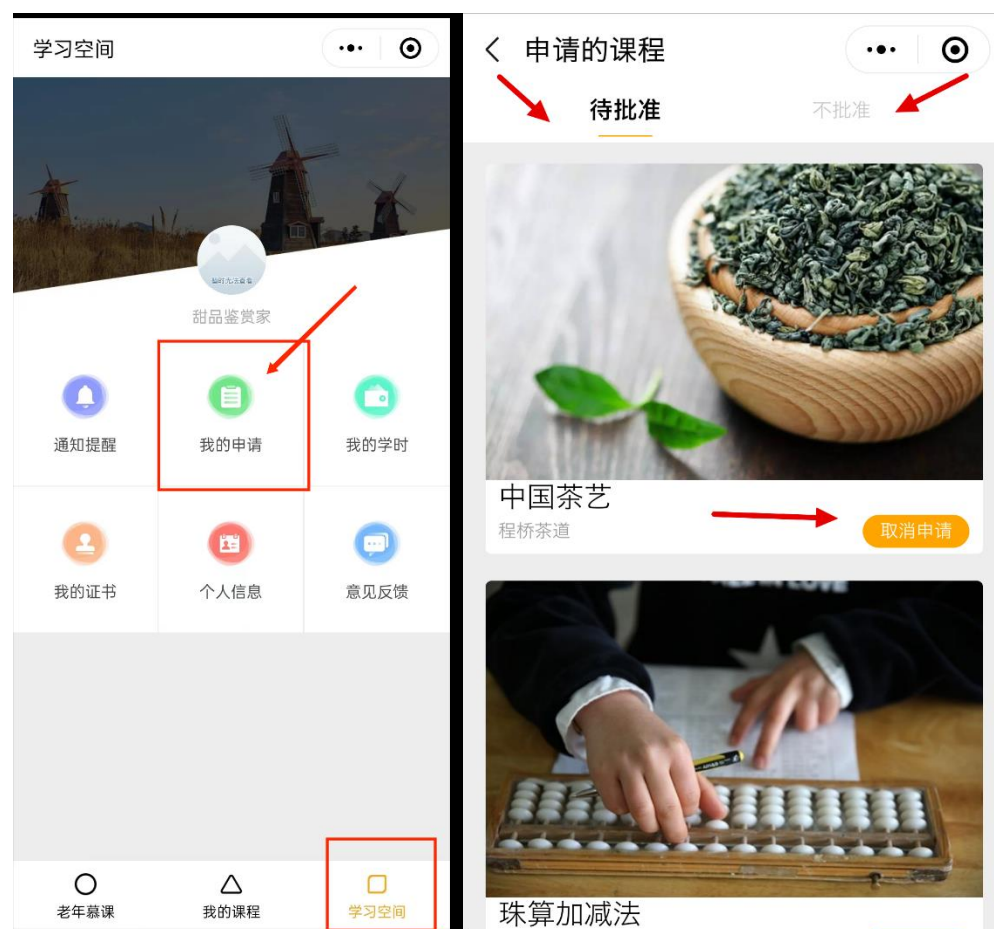 学习空间
甜品鉴赏家
通知提醒
我的申请
我的学时
我的证书
个人信息
意见反馈
老年慕课
我的课程
学习空间
申请的课程
待批准
不批准
中国茶艺
程桥茶道
取消申请
珠算加减法